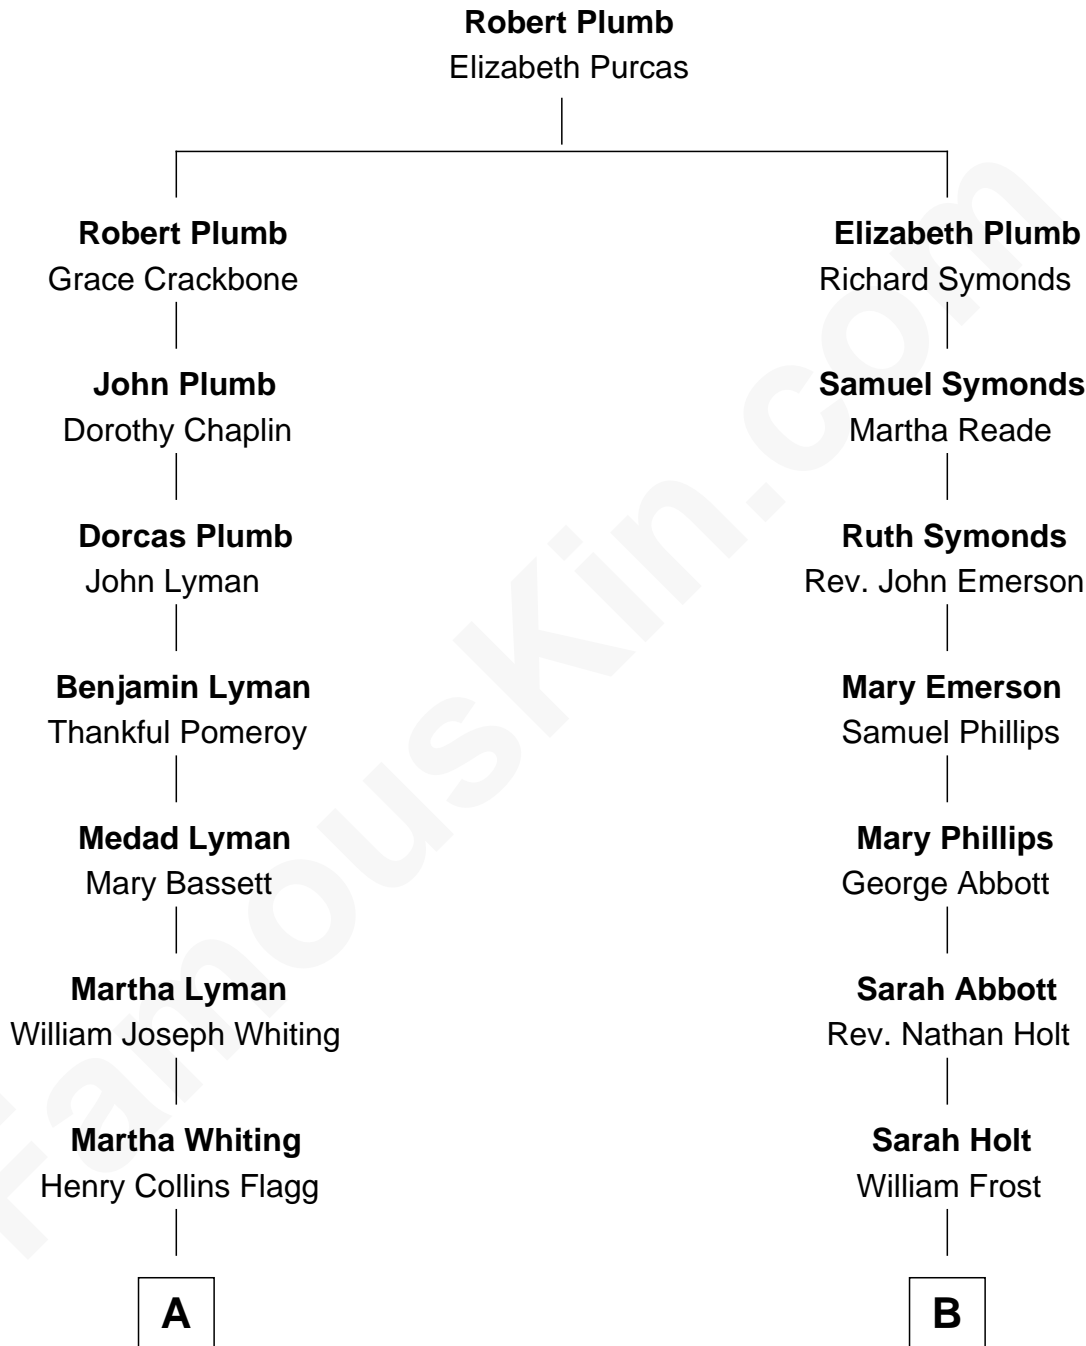 Robert Plumb
Elizabeth Purcas
Robert Plumb
Grace Crackbone
Elizabeth Plumb
Richard Symonds
John Plumb
Dorothy Chaplin
Samuel Symonds
Martha Reade
Dorcas Plumb
John Lyman
Ruth Symonds
Rev. John Emerson
Benjamin Lyman
Thankful Pomeroy
Mary Emerson
Samuel Phillips
Medad Lyman
Mary Bassett
Mary Phillips
George Abbott
Martha Lyman
William Joseph Whiting
Sarah Abbott
Rev. Nathan Holt
Martha Whiting
Henry Collins Flagg
Sarah Holt
William Frost
A
B
FamousKin.com